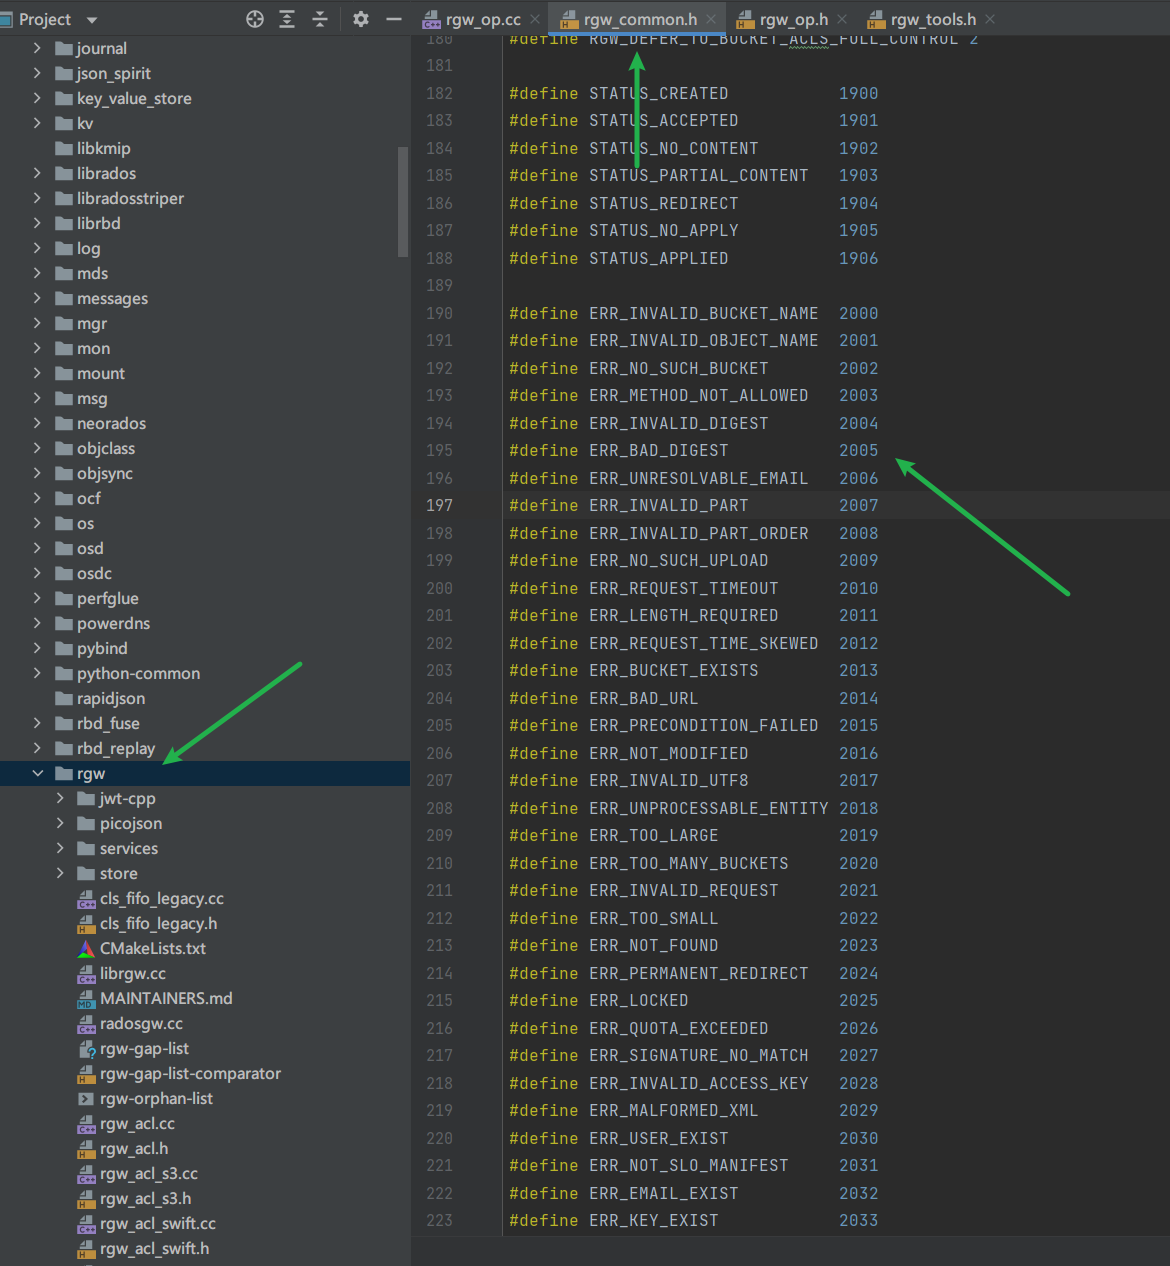 Project
journal
json_spirit
key_value_store
kv
libkmip
librados
libradosstriper
librbd
log
mds
messages
mgr
mon
mount
msg
neorados
objclass
objsync
ocf
os
osd
osdc
perfglue
powerdns
pybind
python-common
rapidjson
rbd_fuse
rbd_replay
rgw
jwt-cpp
picojson
services
store
cls_fifo_legacy.cc
cls_fifo_legacy.h
CMakeLists.txt
librgw.cc
MAINTAINERS.md
radosgw.cc
rgw-gap-list
rgw-gap-list-comparator
rgw-orphan-list
rgw_acl.cc
rgw_acl.h
rgw_acl_s3.cc
rgw_acl_s3.h
rgw_acl_swift.cc
rgw_acl_swift.h
rgw_op.cc rgw_common.h rgw_op.h rgw_tools.h
180 #define RGW_DEFER_TO_BUCKET_ACLS_FULL_CONTROL 2
181
182 #define STATUS_CREATED 1900
183 #define STATUS_ACCEPTED 1901
184 #define STATUS_NO_CONTENT 1902
185 #define STATUS_PARTIAL_CONTENT 1903
186 #define STATUS_REDIRECT 1904
187 #define STATUS_NO_APPLY 1905
188 #define STATUS_APPLIED 1906
189
190 #define ERR_INVALID_BUCKET_NAME 2000
191 #define ERR_INVALID_OBJECT_NAME 2001
192 #define ERR_NO_SUCH_BUCKET 2002
193 #define ERR_METHOD_NOT_ALLOWED 2003
194 #define ERR_INVALID_DIGEST 2004
195 #define ERR_BAD_DIGEST 2005
196 #define ERR_UNRESOLVABLE_EMAIL 2006
197 #define ERR_INVALID_PART 2007
198 #define ERR_INVALID_PART_ORDER 2008
199 #define ERR_NO_SUCH_UPLOAD 2009
200 #define ERR_REQUEST_TIMEOUT 2010
201 #define ERR_LENGTH_REQUIRED 2011
202 #define ERR_REQUEST_TIME_SKEWED 2012
203 #define ERR_BUCKET_EXISTS 2013
204 #define ERR_BAD_URL 2014
205 #define ERR_PRECONDITION_FAILED 2015
206 #define ERR_NOT_MODIFIED 2016
207 #define ERR_INVALID_UTF8 2017
208 #define ERR_UNPROCESSABLE_ENTITY 2018
209 #define ERR_TOO_LARGE 2019
210 #define ERR_TOO_MANY_BUCKETS 2020
211 #define ERR_INVALID_REQUEST 2021
212 #define ERR_TOO_SMALL 2022
213 #define ERR_NOT_FOUND 2023
214 #define ERR_PERMANENT_REDIRECT 2024
215 #define ERR_LOCKED 2025
216 #define ERR_QUOTA_EXCEEDED 2026
217 #define ERR_SIGNATURE_NO_MATCH 2027
218 #define ERR_INVALID_ACCESS_KEY 2028
219 #define ERR_MALFORMED_XML 2029
220 #define ERR_USER_EXIST 2030
221 #define ERR_NOT_SLO_MANIFEST 2031
222 #define ERR_EMAIL_EXIST 2032
223 #define ERR_KEY_EXIST 2033